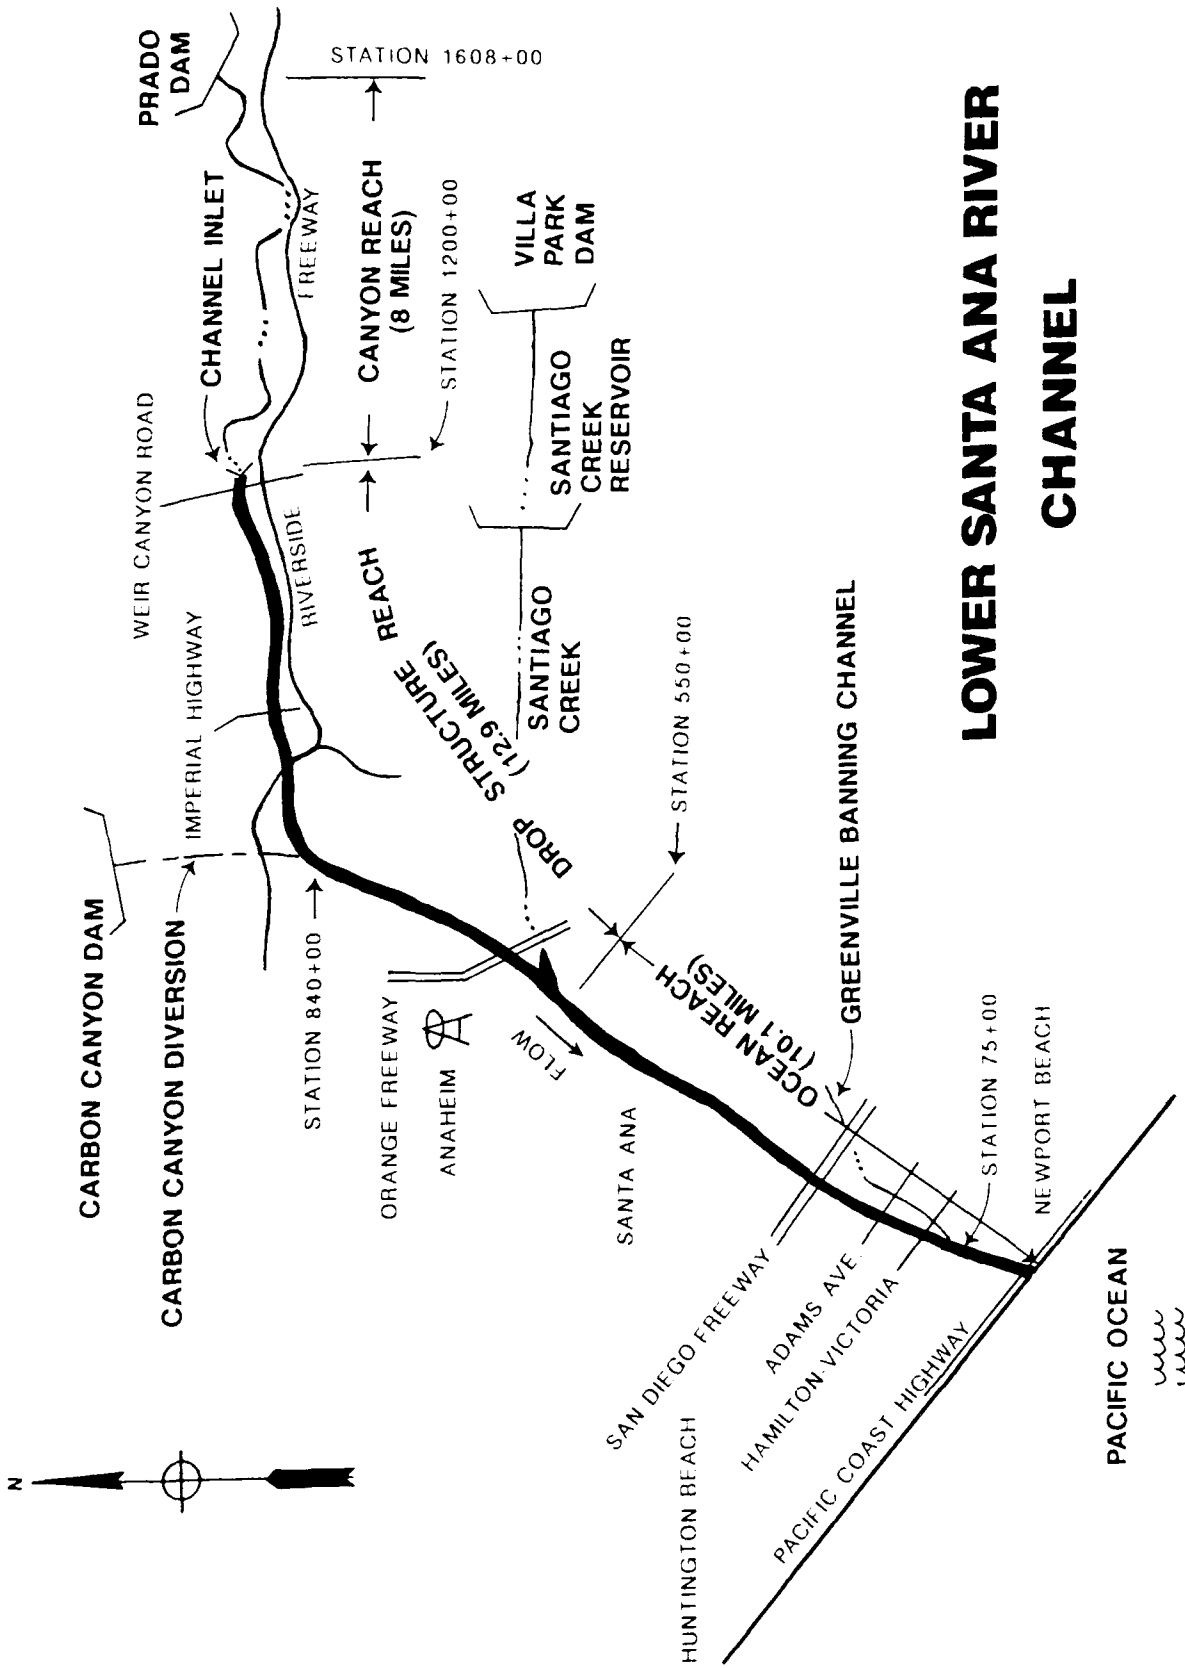 N
CARBON CANYON DAM
CARBON CANYON DIVERSION
IMPERIAL HIGHWAY
WEIR CANYON ROAD
CHANNEL INLET
PRADO
DAM
RIVERSIDE
FREEWAY
STATION 1608+00
STATION 840+00
CANYON REACH
(8 MILES)
STATION 1200+00
DROP STRUCTURE REACH
(12.9 MILES)
ORANGE FREEWAY
ANAHEIM
FLOW
SANTIAGO
CREEK
SANTIAGO
CREEK
RESERVOIR
VILLA
PARK
DAM
SANTA ANA
STATION 550+00
OCEAN REACH
(10.1 MILES)
GREENVILLE BANNING CHANNEL
SAN DIEGO FREEWAY
ADAMS AVE.
HAMILTON-VICTORIA
HUNTINGTON BEACH
PACIFIC COAST HIGHWAY
STATION 75+00
NEWPORT BEACH
PACIFIC OCEAN
LOWER SANTA ANA RIVER
CHANNEL